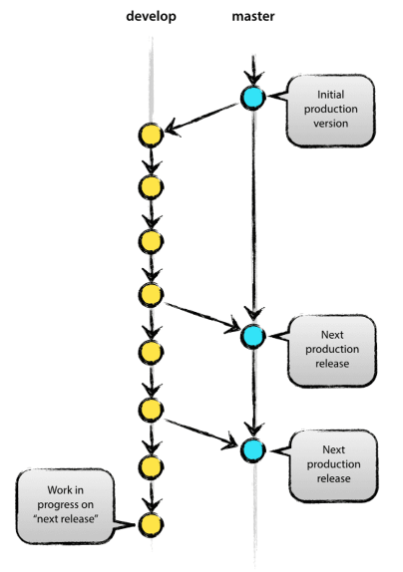 develop
master
Initial
production
version
Next
production
release
Next
production
release
Work in
progress on
“next release”